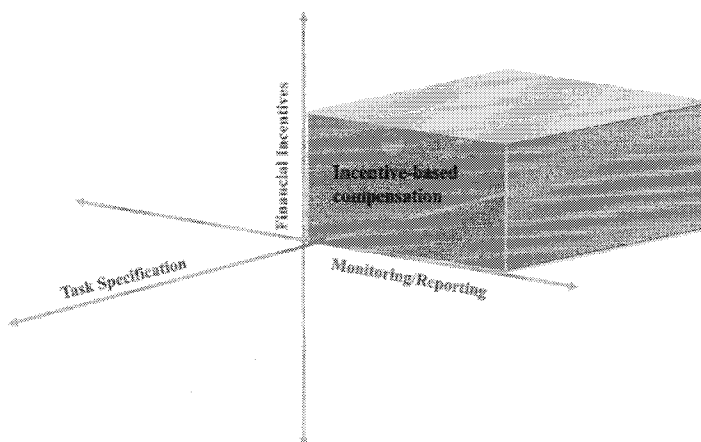 Financial Incentives
Incentive-based
compensation
Task Specification
Monitoring/Reporting